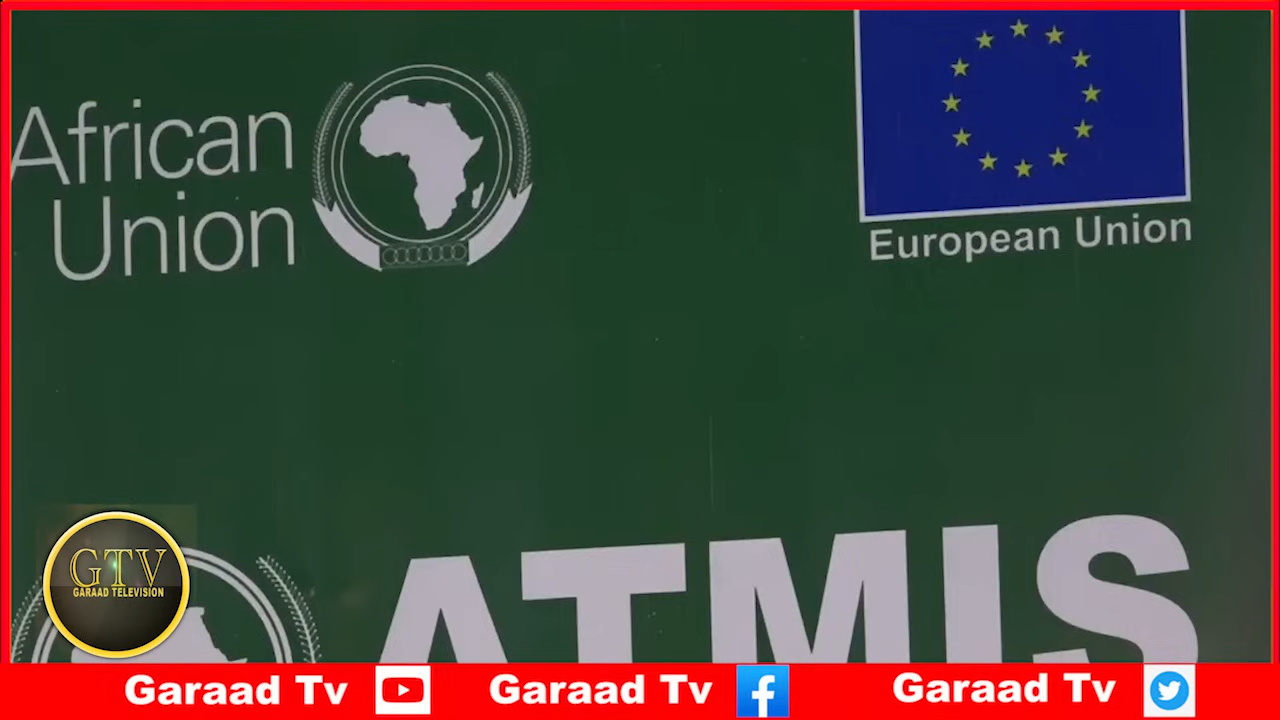 African
Union
European Union
ATMIS
GTV
GARAAD TELEVISION
Garaad Tv
Garaad Tv
Garaad Tv